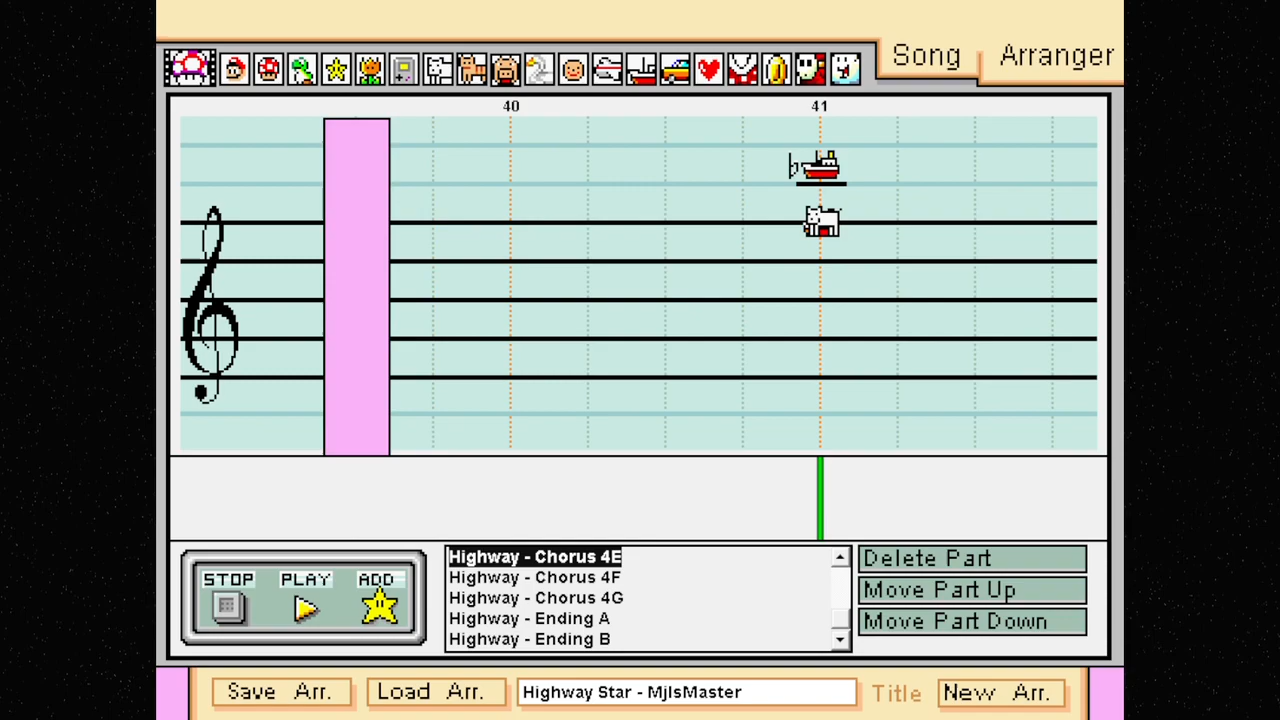 Song
Arranger
40
41
STOP
PLAY
ADD
Highway - Chorus 4E
Highway - Chorus 4F
Highway - Chorus 4G
Highway - Ending A
Highway - Ending B
Delete Part
Move Part Up
Move Part Down
Save Arr.
Load Arr.
Highway Star - MjlsMaster
Title
New Arr.